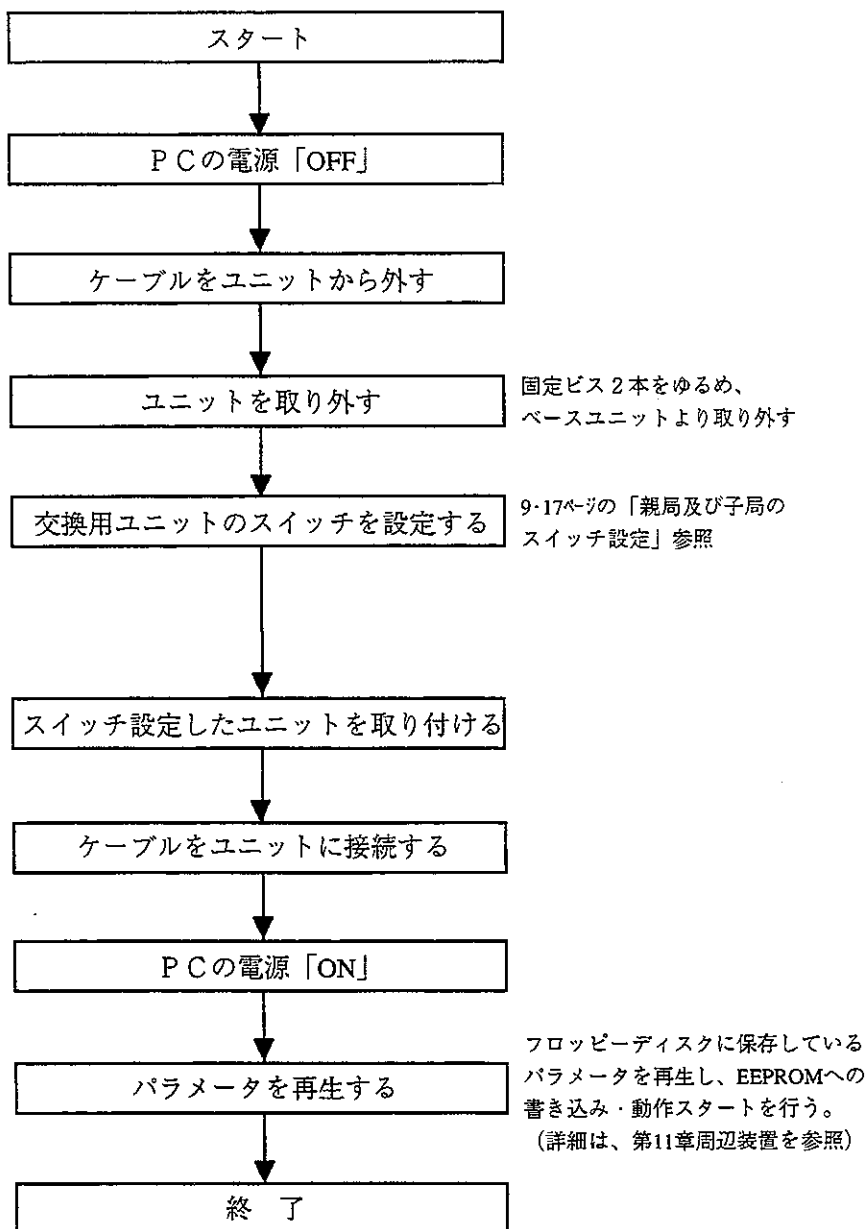 スタート
ＰＣの電源「OFF」
ケーブルをユニットから外す
ユニットを取り外す
固定ビス２本をゆるめ、
ベースユニットより取り外す
交換用ユニットのスイッチを設定する
9・17ページの「親局及び子局の
スイッチ設定」参照
スイッチ設定したユニットを取り付ける
ケーブルをユニットに接続する
ＰＣの電源「ON」
パラメータを再生する
フロッピーディスクに保存している
パラメータを再生し、EEPROMへの
書き込み・動作スタートを行う。
（詳細は、第11章周辺装置を参照）
終　了